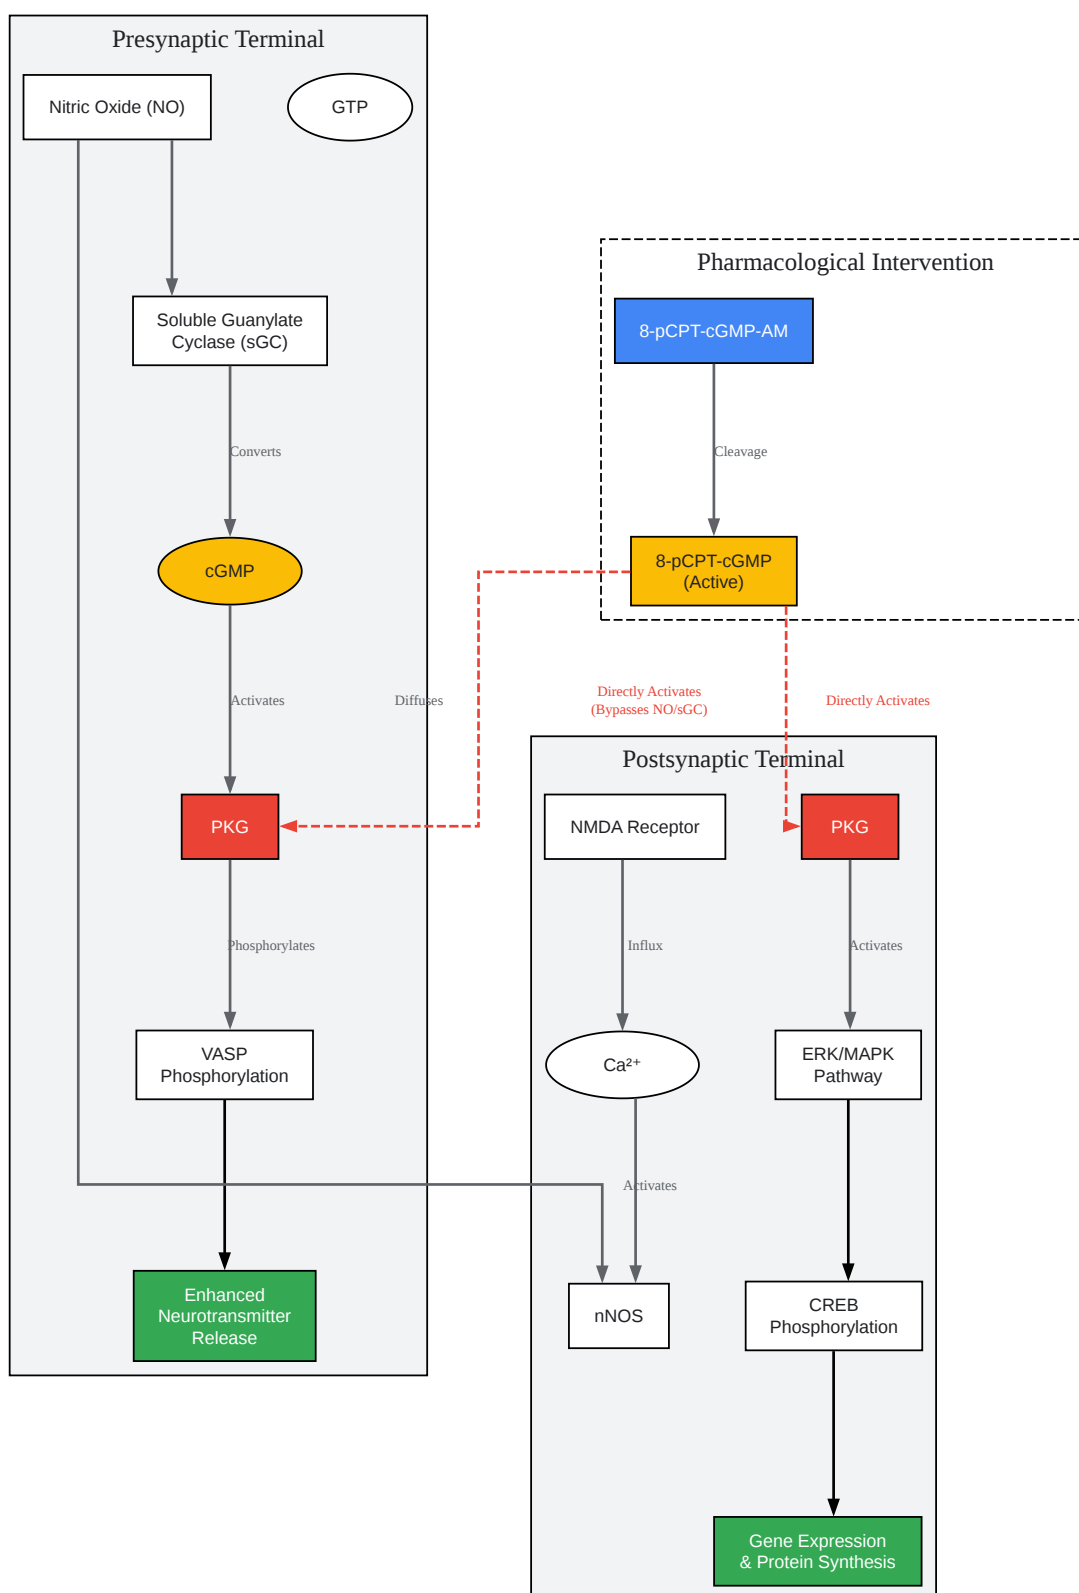 Presynaptic Terminal
Nitric Oxide (NO)
GTP
Soluble Guanylate
Cyclase (sGC)
Converts
cGMP
Activates
Diffuses
PKG
Phosphorylates
VASP
Phosphorylation
Enhanced
Neurotransmitter
Release
Pharmacological Intervention
8-pCPT-cGMP-AM
Cleavage
8-pCPT-cGMP
(Active)
Directly Activates
(Bypasses NO/sGC)
Directly Activates
Postsynaptic Terminal
NMDA Receptor
PKG
Influx
Activates
Ca²⁺
ERK/MAPK
Pathway
Activates
nNOS
CREB
Phosphorylation
Gene Expression
& Protein Synthesis